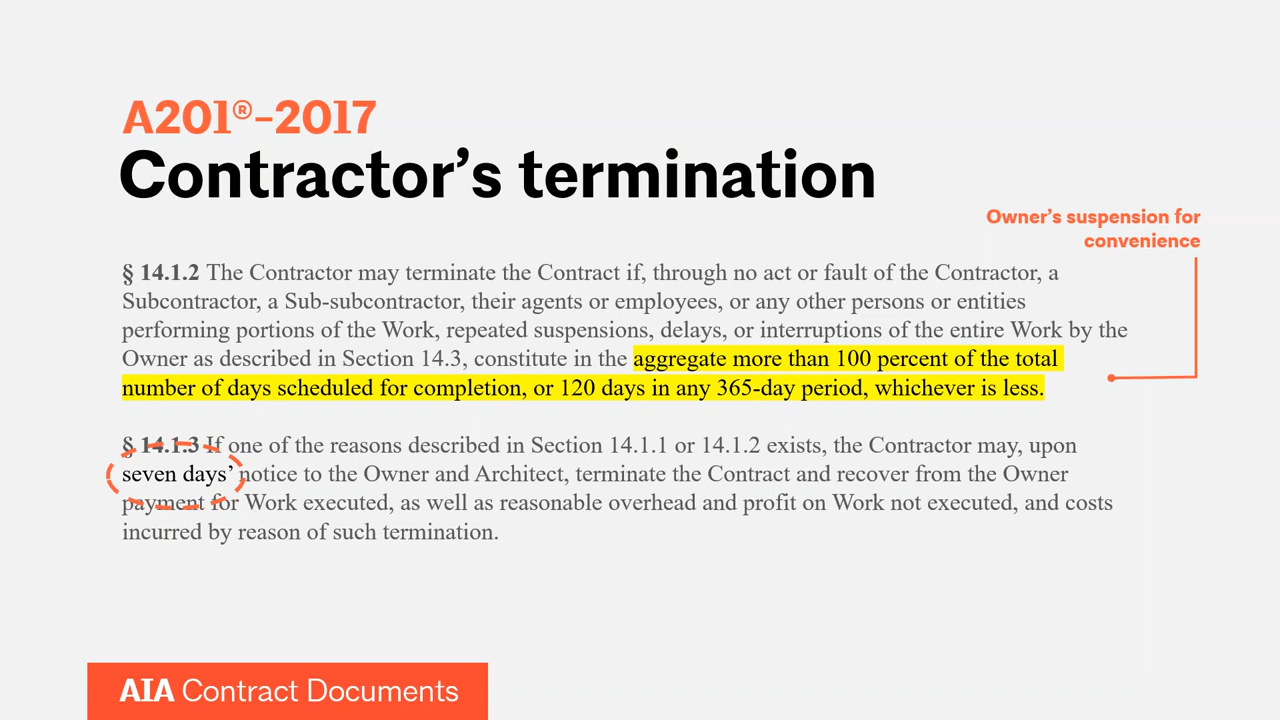 A201®–2017
Contractor’s termination
Owner’s suspension for
convenience
§ 14.1.2 The Contractor may terminate the Contract if, through no act or fault of the Contractor, a
Subcontractor, a Sub-subcontractor, their agents or employees, or any other persons or entities
performing portions of the Work, repeated suspensions, delays, or interruptions of the entire Work by the
Owner as described in Section 14.3, constitute in the aggregate more than 100 percent of the total
number of days scheduled for completion, or 120 days in any 365-day period, whichever is less.
§ 14.1.3 If one of the reasons described in Section 14.1.1 or 14.1.2 exists, the Contractor may, upon
seven days’ notice to the Owner and Architect, terminate the Contract and recover from the Owner
payment for Work executed, as well as reasonable overhead and profit on Work not executed, and costs
incurred by reason of such termination.
AIA Contract Documents